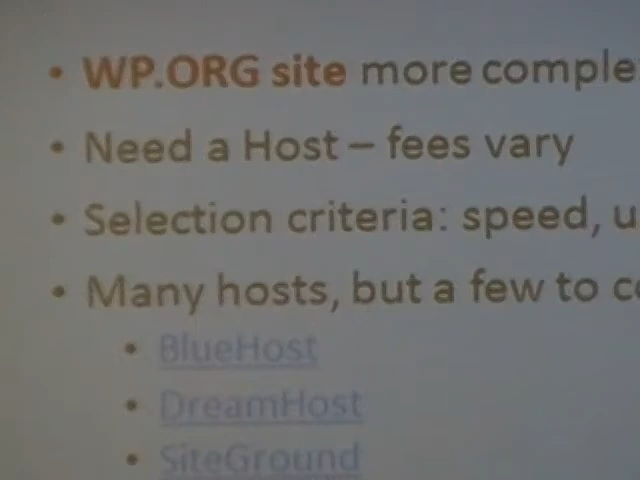 • WP.ORG site more comple
• Need a Host – fees vary
• Selection criteria: speed, u
• Many hosts, but a few to co
• BlueHost
• DreamHost
• SiteGround